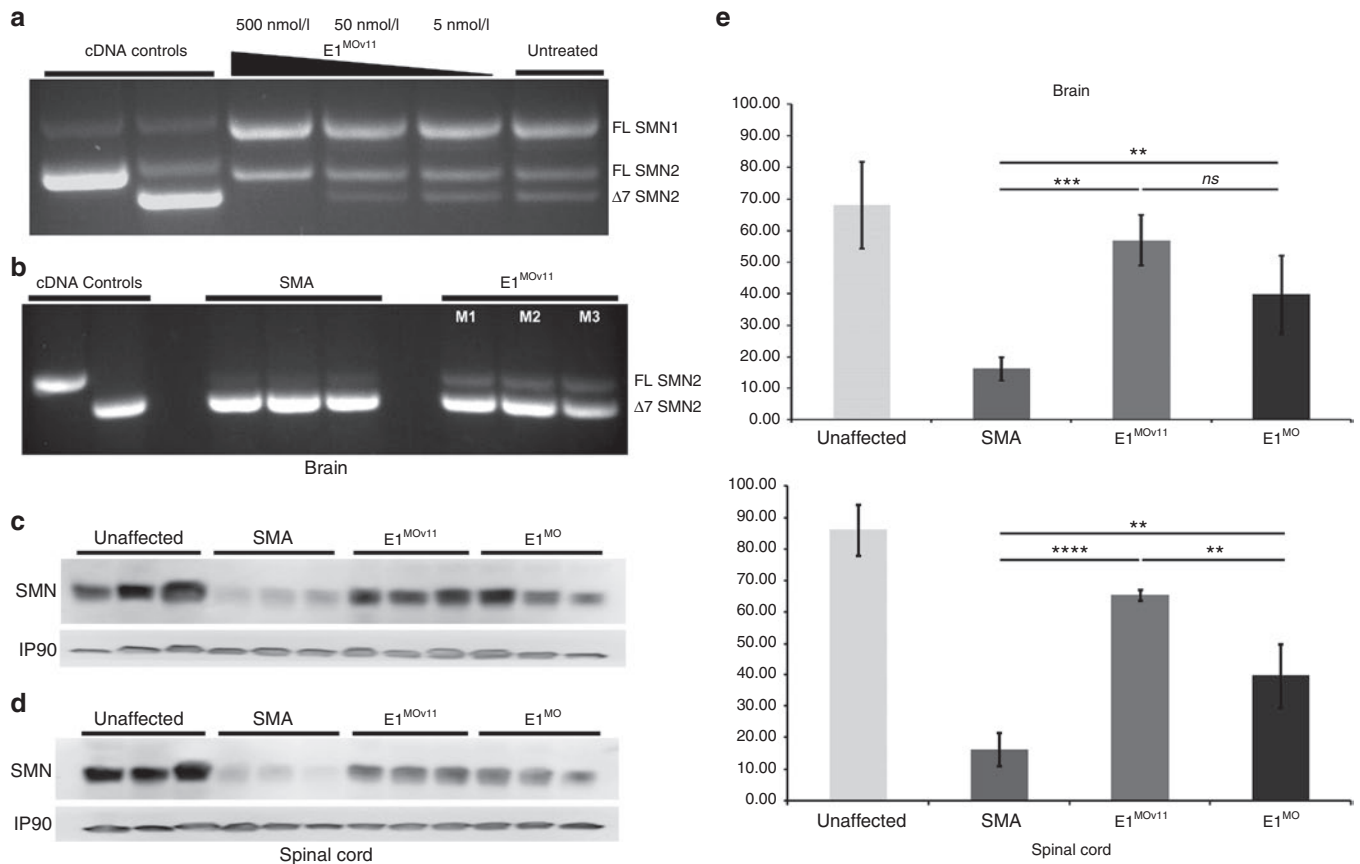 a
500 nmol/l 50 nmol/l 5 nmol/l
cDNA controls E1MOv11 Untreated
FL SMN1
FL SMN2
Δ7 SMN2
b
cDNA Controls SMA E1MOv11
M1 M2 M3
FL SMN2
Δ7 SMN2
Brain
c
Unaffected SMA E1MOv11 E1MO
SMN
IP90
d
Unaffected SMA E1MOv11 E1MO
SMN
IP90
Spinal cord
e
Brain
100.00
90.00
80.00
70.00
60.00
50.00
40.00
30.00
20.00
10.00
0.00
**
*** ns
Unaffected SMA E1MOv11 E1MO
100.00
90.00
80.00
70.00
60.00
50.00
40.00
30.00
20.00
10.00
0.00
**
**** **
Unaffected SMA E1MOv11 E1MO
Spinal cord